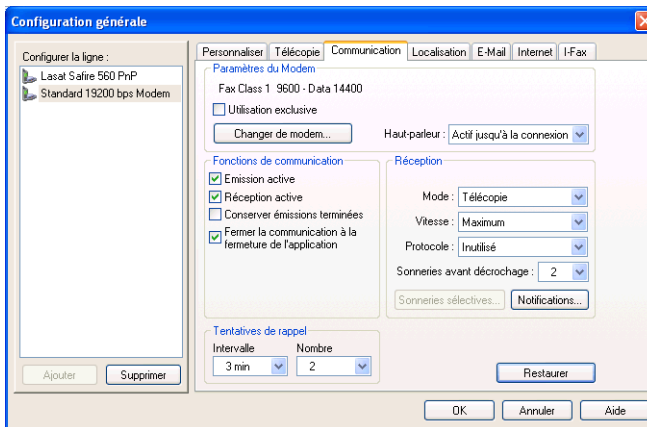 Configuration générale
Configurer la ligne :
Lasat Safire 560 PnP
Standard 19200 bps Modem
Ajouter
Supprimer
Personnaliser
Télécopie
Communication
Localisation
E-Mail
Internet
I-Fax
Paramètres du Modem
Fax Class 1 9600 - Data 14400
Utilisation exclusive
Changer de modem...
Haut-parleur : Actif jusqu'à la connexion
Fonctions de communication
Emission active
Réception active
Conserver émissions terminées
Fermer la communication à la
fermeture de l'application
Réception
Mode : Télécopie
Vitesse : Maximum
Protocole : Inutilisé
Sonneries avant décrochage : 2
Sonneries sélectives...
Notifications...
Tentatives de rappel
Intervalle
Nombre
3 min
2
Restaurer
OK
Annuler
Aide